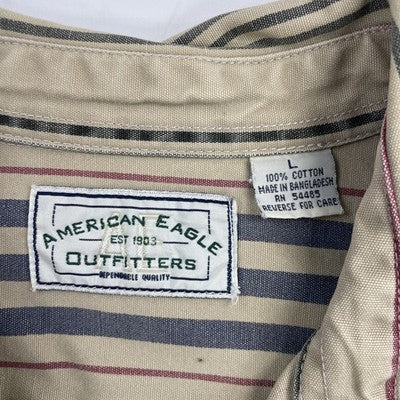 AMERICAN EAGLE
EST 1903
OUTFITTERS
DEPENDABLE QUALITY
L
100% COTTON
MADE IN BANGLADESH
RN 54485
REVERSE FOR CARE